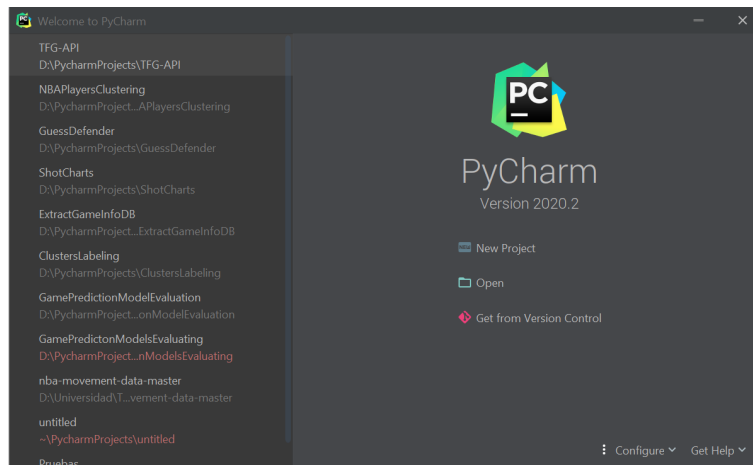 Welcome to PyCharm
TFG-API
D:\PycharmProjects\TFG-API
NBAPlayersClustering
D:\PycharmProject...APlayersClustering
GuessDefender
D:\PycharmProjects\GuessDefender
ShotCharts
D:\PycharmProjects\ShotCharts
ExtractGameInfoDB
D:\PycharmProject...ExtractGameInfoDB
ClustersLabeling
D:\PycharmProjects\ClustersLabeling
GamePredictionModelEvaluation
D:\PycharmProject...onModelEvaluation
GamePredictonModelsEvaluating
D:\PycharmProject...nModelsEvaluating
nba-movement-data-master
D:\Universidad\T...vement-data-master
untitled
~\PycharmProjects\untitled
Pruebas
PC
PyCharm
Version 2020.2
New Project
Open
Get from Version Control
Configure
Get Help